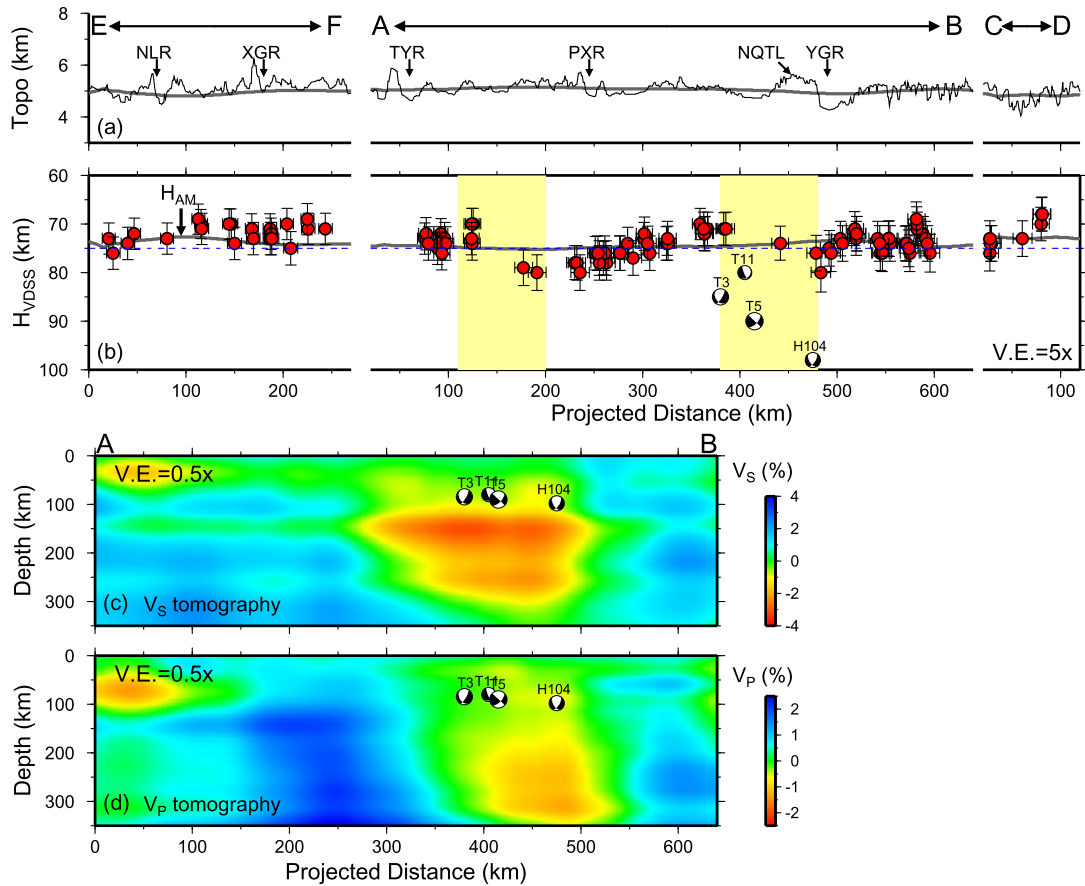 E F A B C D
8
6
4
Topo (km)
NLR XGR TYR PXR NQTL YGR
(a)
60
70
80
90
100
H_VDSS (km)
H_AM
T11
T3
T5
H104
(b)
V.E.=5x
0 100 200 100 200 300 400 500 600 100
Projected Distance (km)
A B
0
100
200
300
Depth (km)
V.E.=0.5x
T3 T11 T5 H104
(c) V_S tomography
V_S (%)
4
2
0
-2
-4
0
100
200
300
Depth (km)
V.E.=0.5x
T3 T11 T5 H104
(d) V_P tomography
V_P (%)
2
1
0
-1
-2
0 100 200 300 400 500 600
Projected Distance (km)